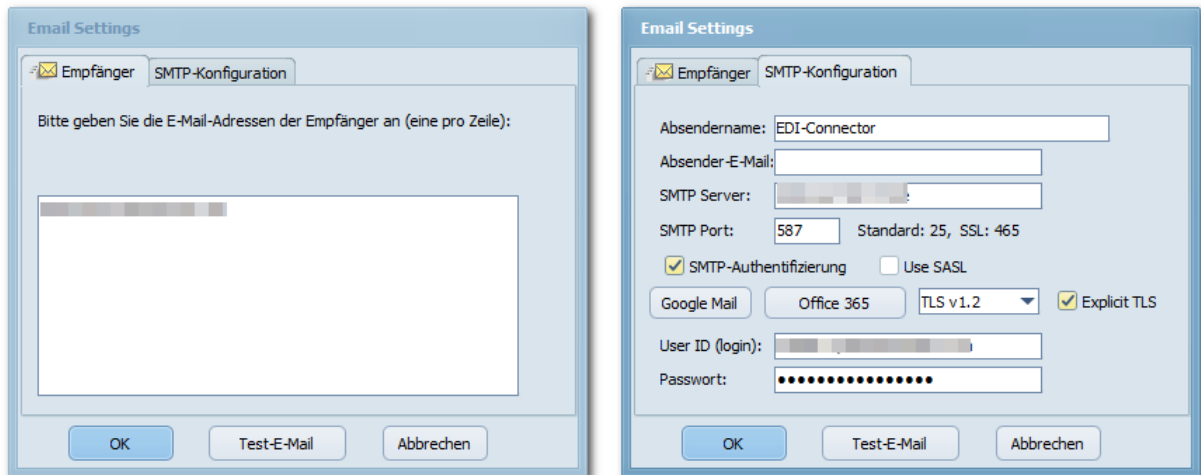 Email Settings
Empfänger
SMTP-Konfiguration
Bitte geben Sie die E-Mail-Adressen der Empfänger an (eine pro Zeile):
OK
Test-E-Mail
Abbrechen
Email Settings
Empfänger
SMTP-Konfiguration
Absendername: EDI-Connector
Absender-E-Mail:
SMTP Server:
SMTP Port: 587 Standard: 25, SSL: 465
SMTP-Authentifizierung Use SASL
Google Mail Office 365 TLS v1.2 Explicit TLS
User ID (login):
Passwort: ••••••••••••••••
OK
Test-E-Mail
Abbrechen